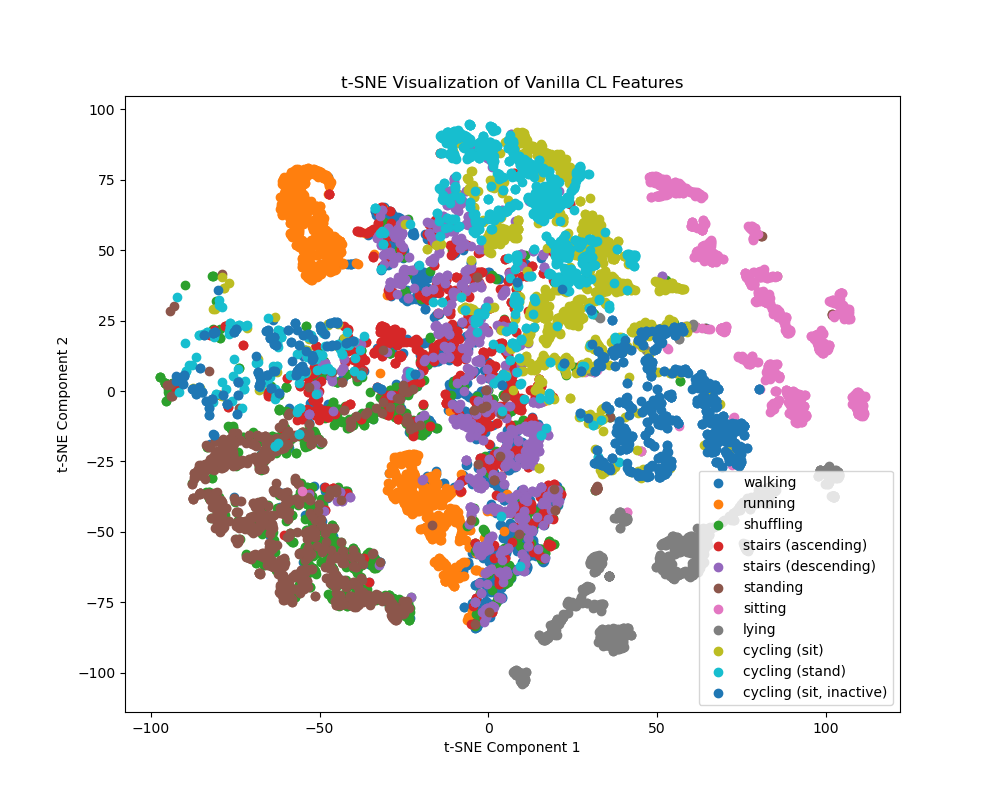 t-SNE Visualization of Vanilla CL Features
100
75
50
25
0
−25
−50
−75
−100
t-SNE Component 2
−100
−50
0
50
100
t-SNE Component 1
walking
running
shuffling
stairs (ascending)
stairs (descending)
standing
sitting
lying
cycling (sit)
cycling (stand)
cycling (sit, inactive)